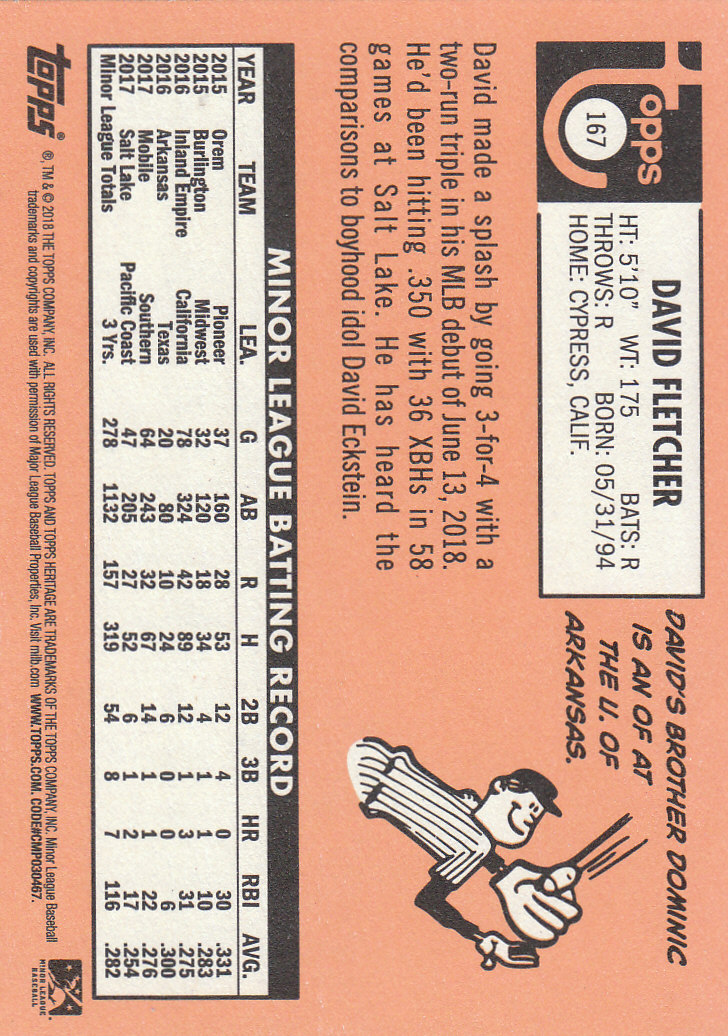 topps
167
DAVID FLETCHER
HT: 5'10" WT: 175 BATS: R
THROWS: R BORN: 05/31/94
HOME: CYPRESS, CALIF.
DAVID'S BROTHER DOMINIC
IS AN OF AT
THE U. OF
ARKANSAS.
David made a splash by going 3-for-4 with a
two-run triple in his MLB debut of June 13, 2018.
He'd been hitting .350 with 36 XBHs in 58
games at Salt Lake. He has heard the
comparisons to boyhood idol David Eckstein.
MINOR LEAGUE BATTING RECORD
YEAR TEAM LEA. G AB R H 2B 3B HR RBI AVG.
2015 Orem Pioneer 37 160 28 53 12 4 0 30 .331
2015 Burlington Midwest 32 120 18 34 4 1 1 10 .283
2016 Inland Empire California 78 324 42 89 12 1 3 31 .275
2016 Arkansas Texas 20 80 10 24 6 0 0 6 .300
2017 Mobile Southern 64 243 32 67 14 1 1 22 .276
2017 Salt Lake Pacific Coast 47 205 27 52 6 1 2 17 .254
Minor League Totals 3 Yrs. 278 1132 157 319 54 8 7 116 .282
topps®
®, TM & © 2018 THE TOPPS COMPANY, INC. ALL RIGHTS RESERVED. TOPPS AND TOPPS HERITAGE ARE TRADEMARKS OF THE TOPPS COMPANY, INC. Minor League Baseball
trademarks and copyrights are used with permission of Major League Baseball Properties, Inc. Visit milb.com WWW.TOPPS.COM. CODE#CMP030467.
MINOR LEAGUE
BASEBALL